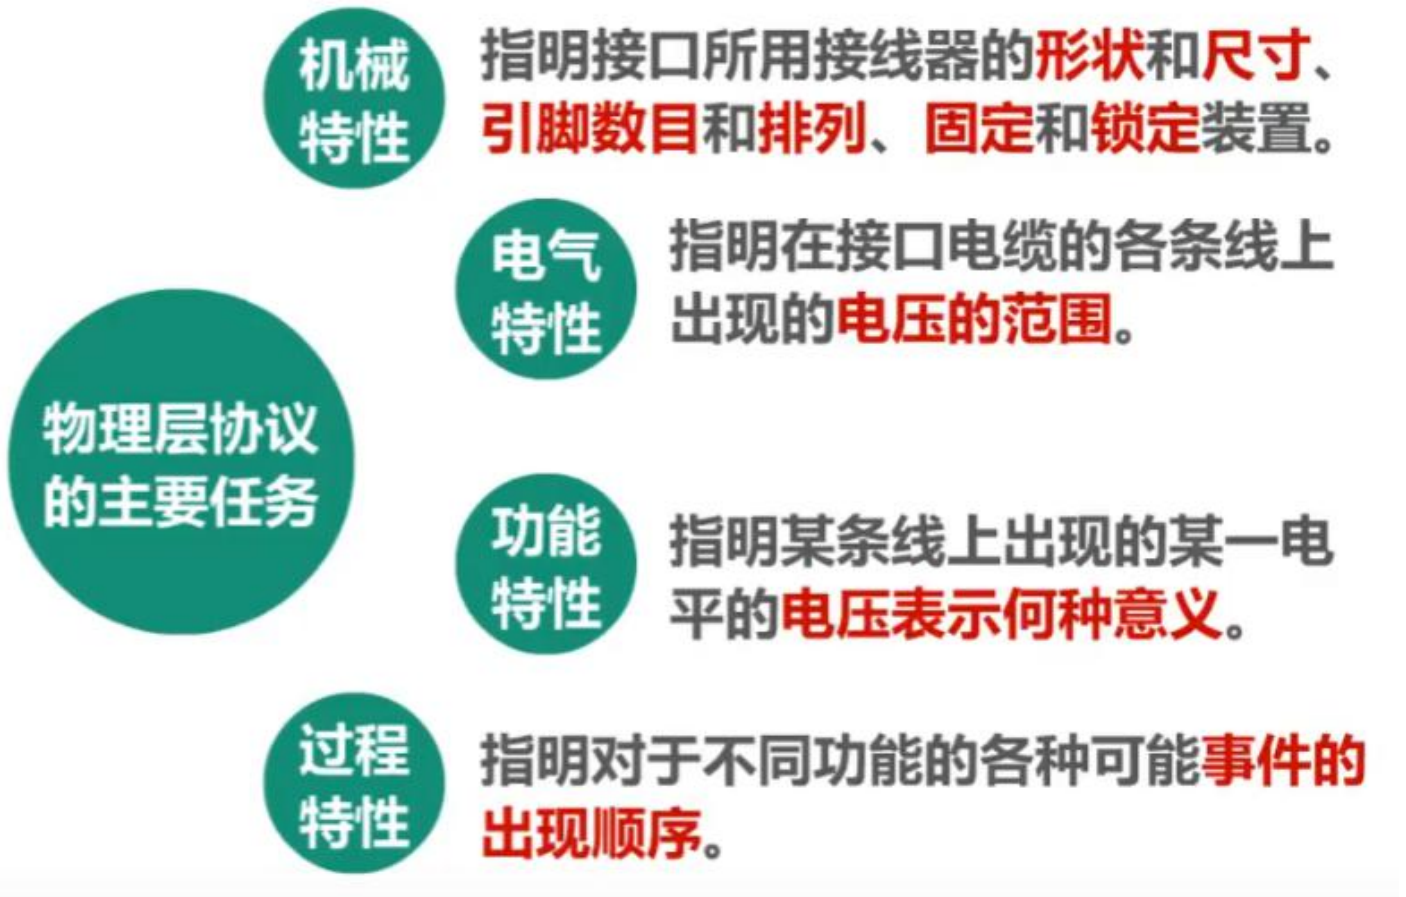 机械
特性
指明接口所用接线器的形状和尺寸、
引脚数目和排列、固定和锁定装置。
电气
特性
指明在接口电缆的各条线上
出现的电压的范围。
物理层协议
的主要任务
功能
特性
指明某条线上出现的某一电
平的电压表示何种意义。
过程
特性
指明对于不同功能的各种可能事件的
出现顺序。